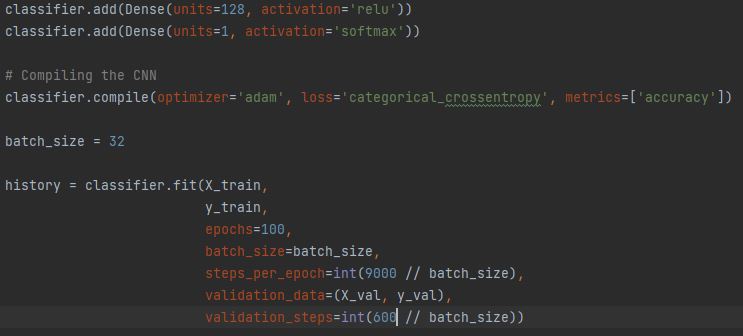 classifier.add(Dense(units=128, activation='relu'))
classifier.add(Dense(units=1, activation='softmax'))
# Compiling the CNN
classifier.compile(optimizer='adam', loss='categorical_crossentropy', metrics=['accuracy'])
batch_size = 32
history = classifier.fit(X_train,
y_train,
epochs=100,
batch_size=batch_size,
steps_per_epoch=int(9000 // batch_size),
validation_data=(X_val, y_val),
validation_steps=int(600 // batch_size))